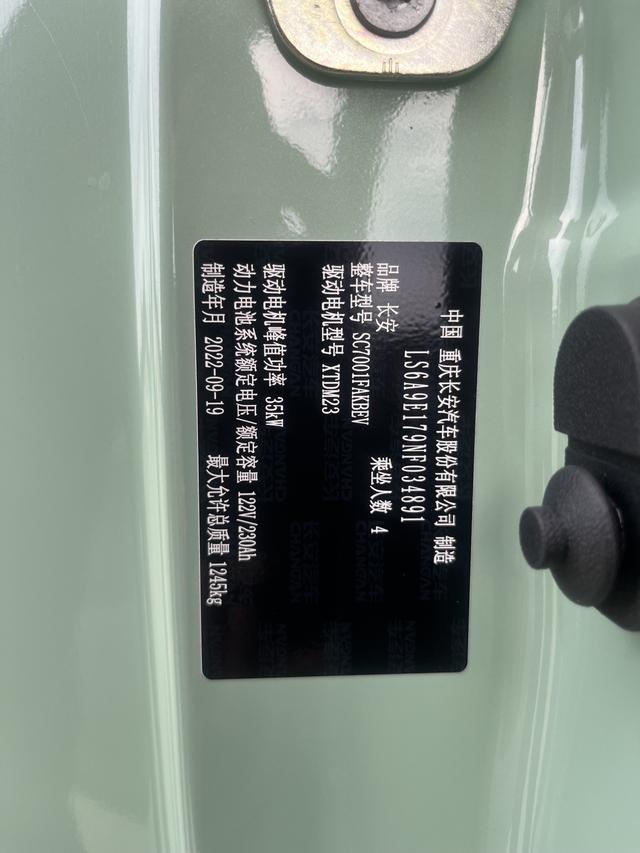 中国 重庆长安汽车股份有限公司 制造
LS6A9E179NF034891
品牌 长安 乘坐人数 4
整车型号 SC7001FAKBEV
驱动电机型号 XTDM23
驱动电机峰值功率 35kW
动力电池系统额定电压/额定容量 122V/230Ah
制造年月 2022-09-19 最大允许总质量 1245kg